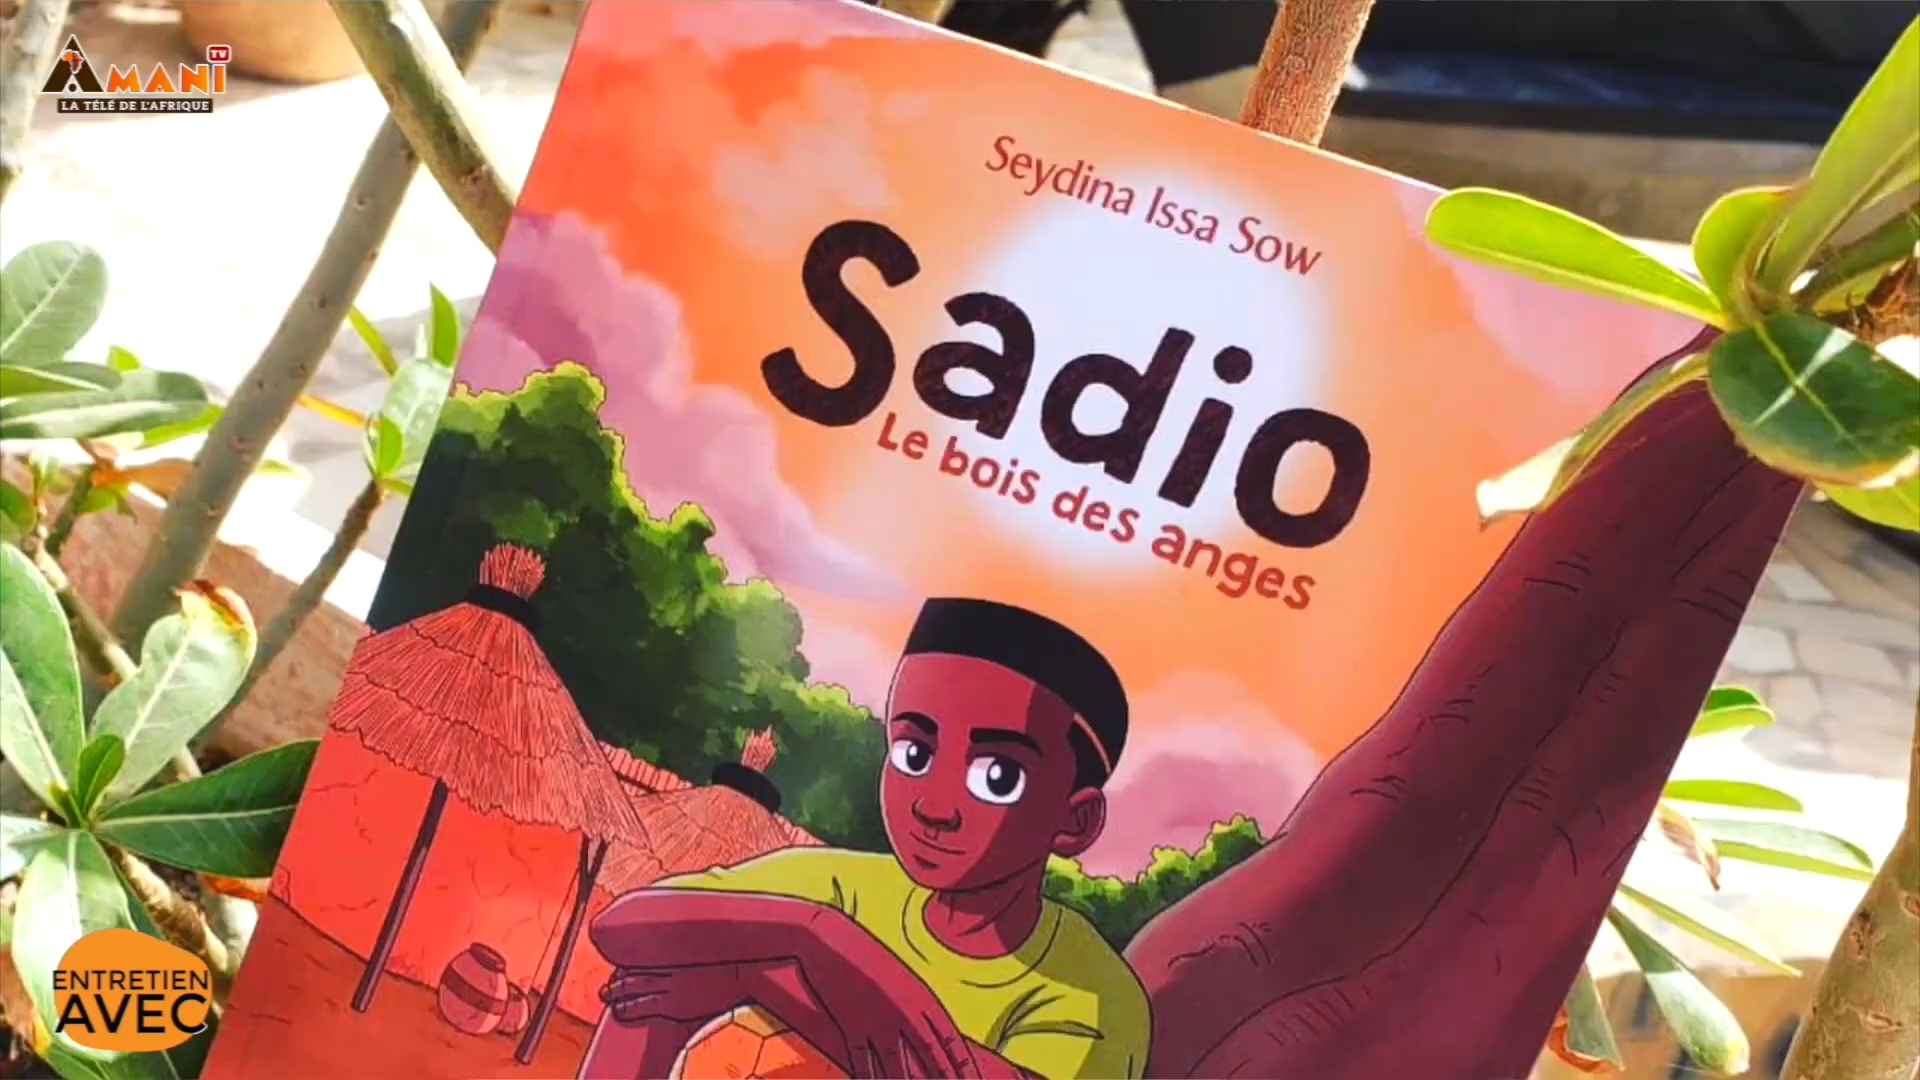 AMANI TV
LA TÉLÉ DE L'AFRIQUE
Seydina Issa Sow
Sadio
Le bois des anges
ENTRETIEN
AVEC